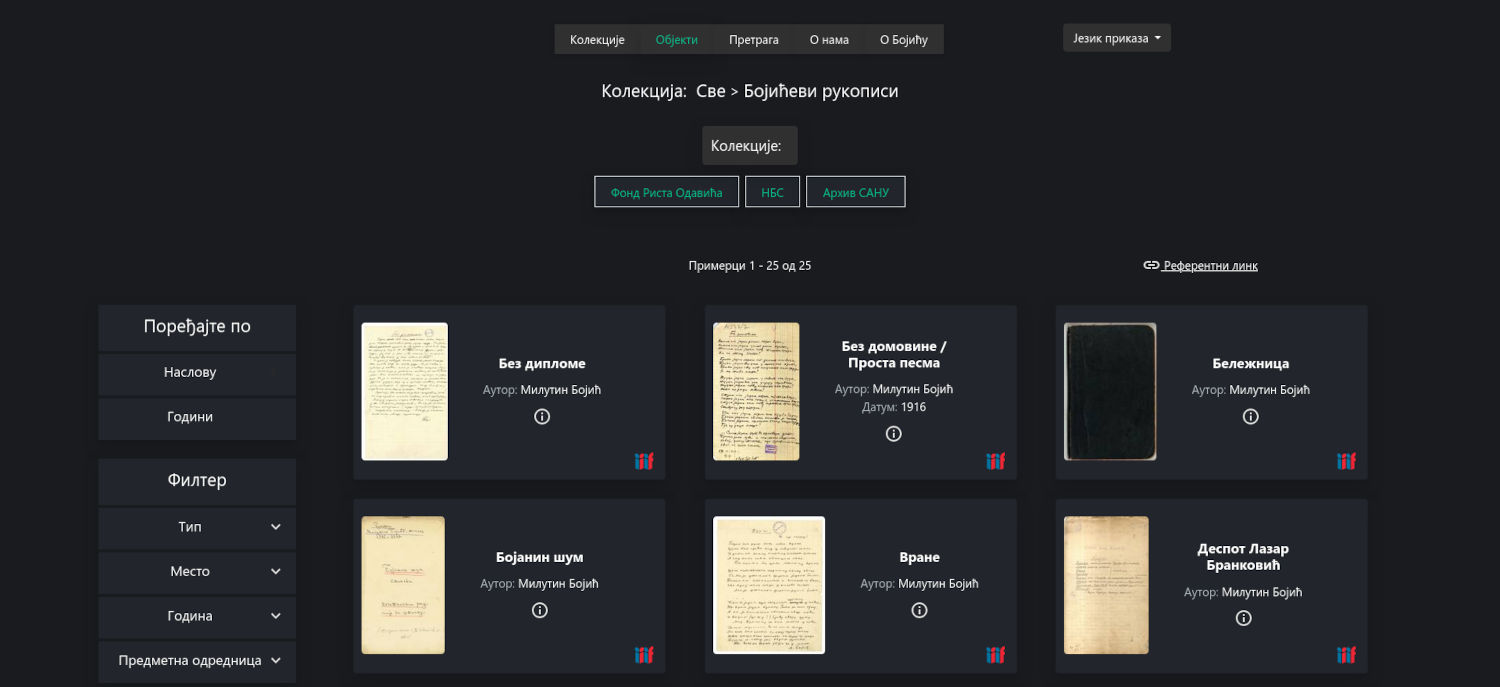 Колекције Објекти Претрага О нама О Бојићу
Језик приказа
Колекција: Све > Бојићеви рукописи
Колекције:
Фонд Риста Одавића НБС Архив САНУ
Примерци 1 - 25 од 25
Референтни линк
Поређајте по
Наслову
Години
Филтер
Тип
Место
Година
Предметна одредница
Без дипломе
Аутор: Милутин Бојић
Без домовине /
Проста песма
Аутор: Милутин Бојић
Датум: 1916
Бележница
Аутор: Милутин Бојић
Бојанин шум
Аутор: Милутин Бојић
Вране
Аутор: Милутин Бојић
Деспот Лазар
Бранковић
Аутор: Милутин Бојић